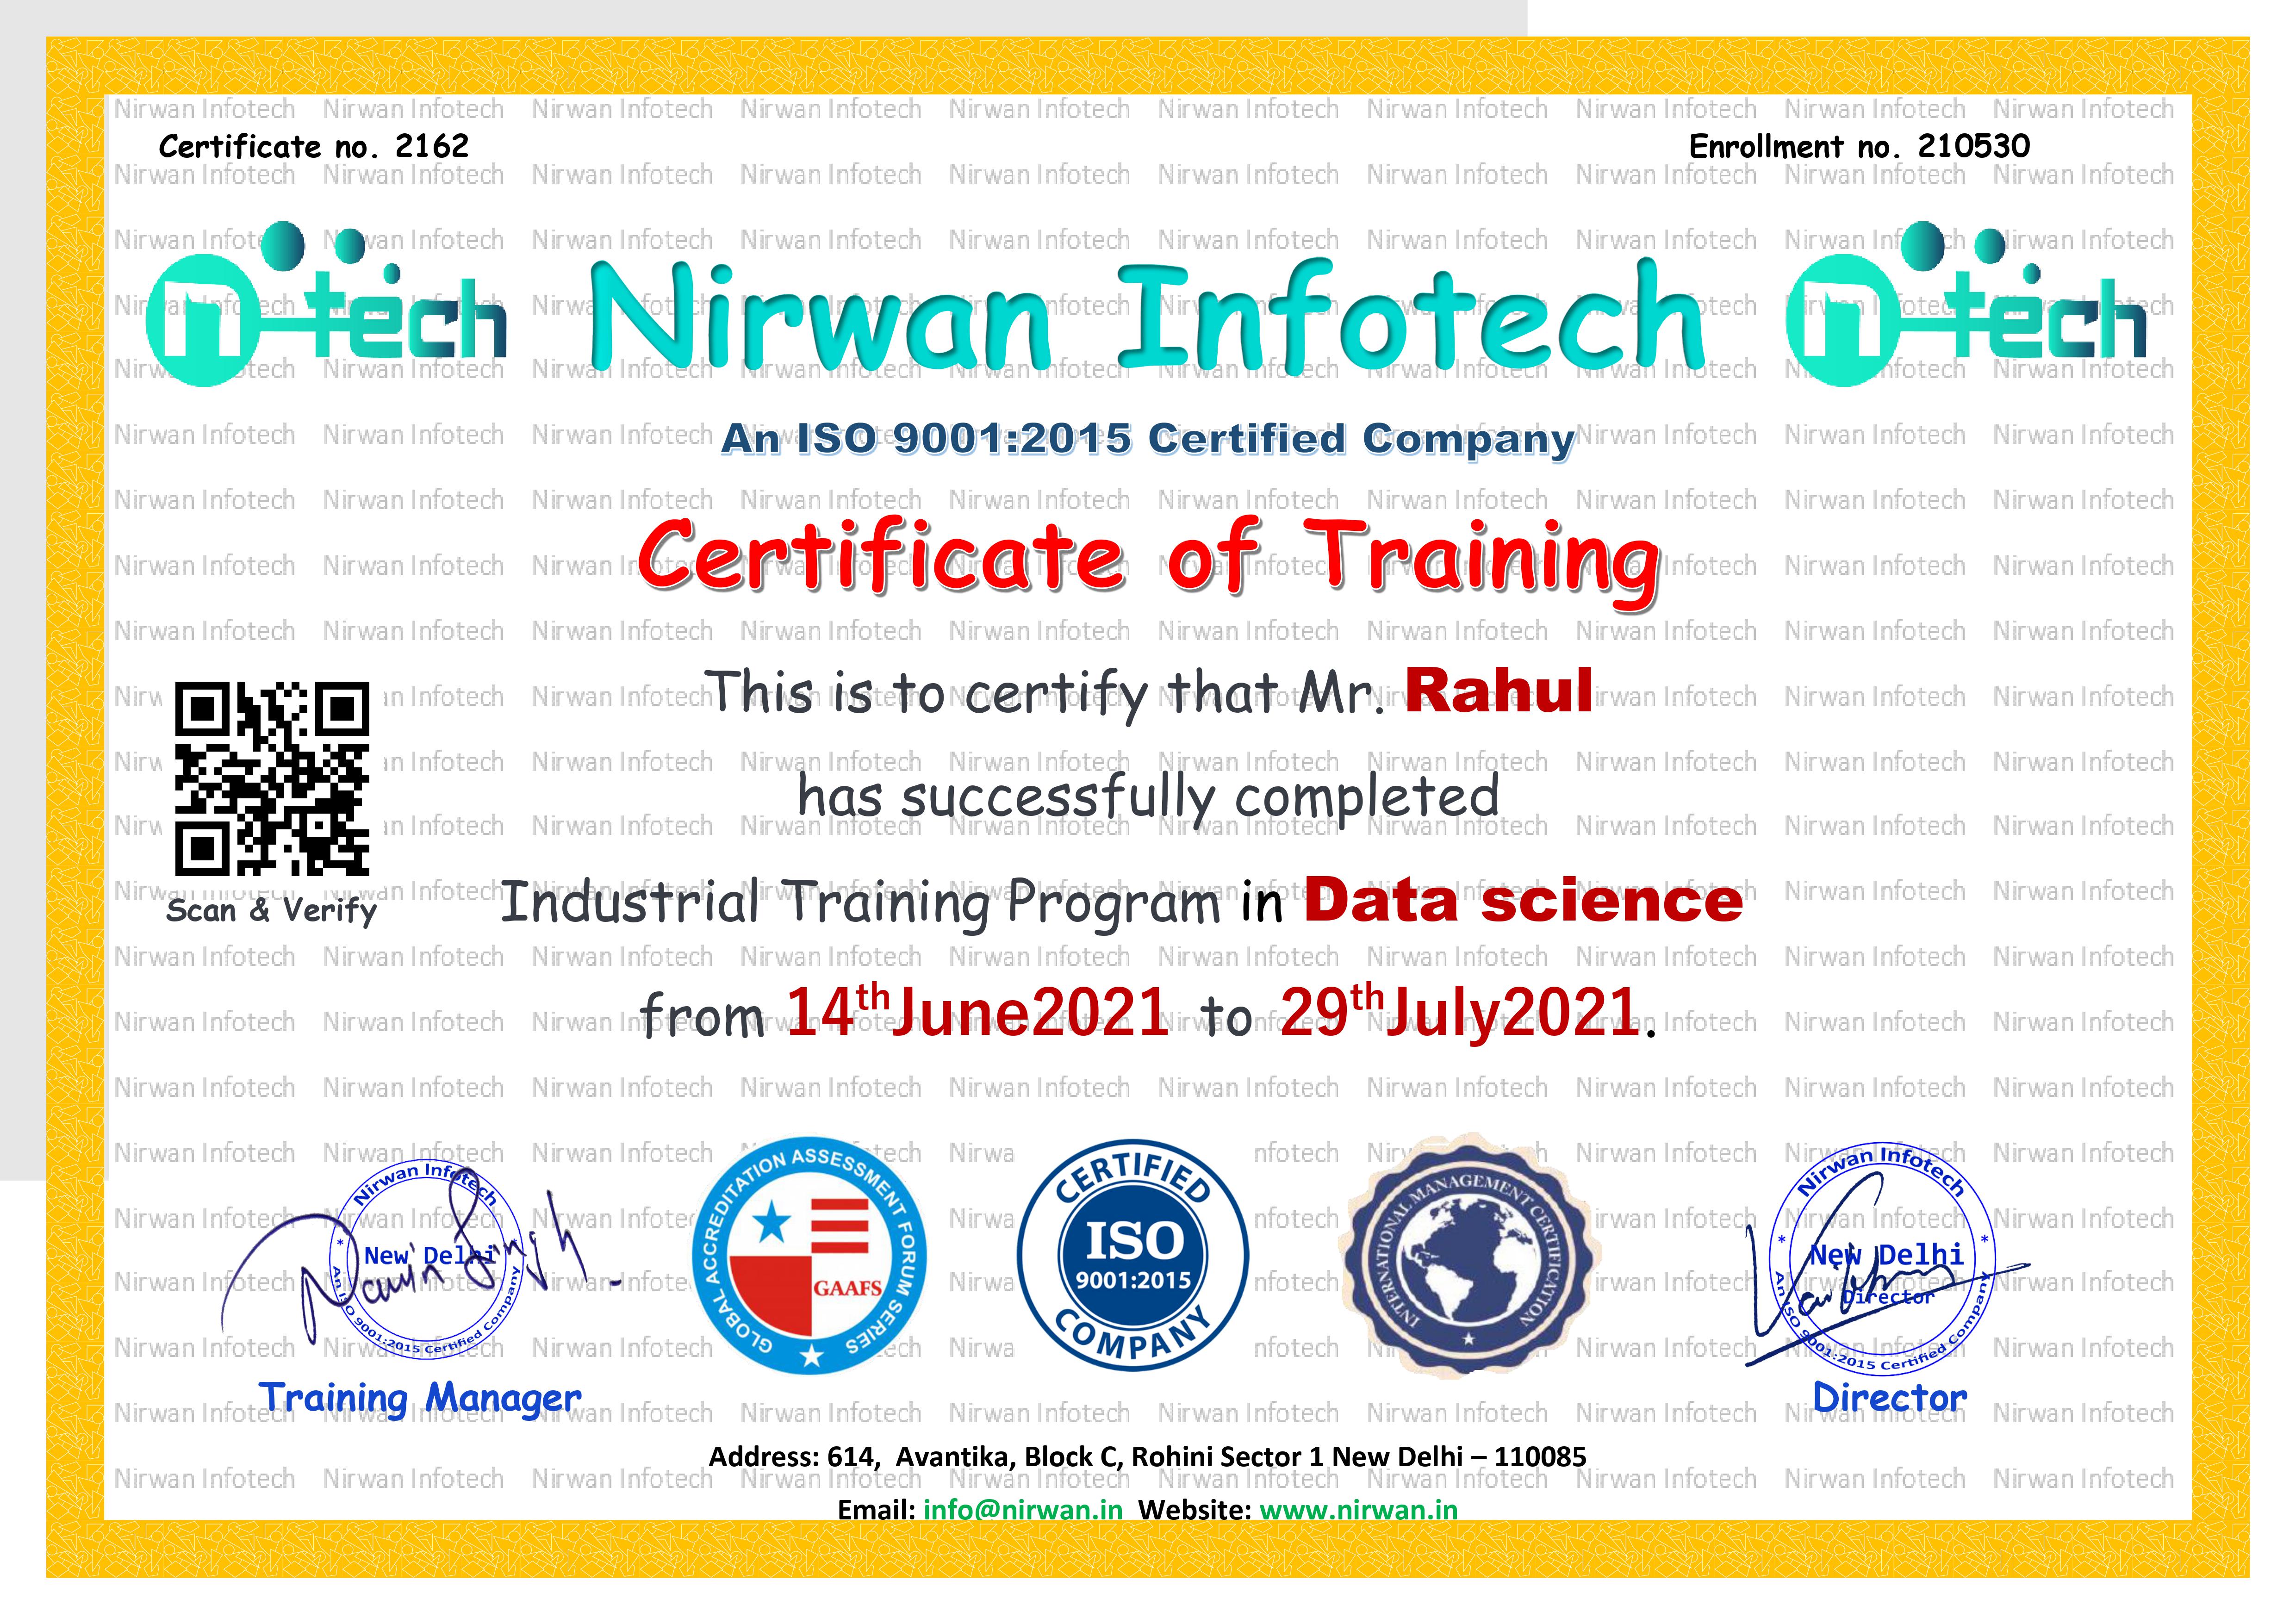 Certificate no. 2162
Enrollment no. 210530
n-tech
Nirwan Infotech
n-tech
An ISO 9001:2015 Certified Company
Certificate of Training
This is to certify that Mr. Rahul
has successfully completed
Scan & Verify
Industrial Training Program in Data science
from 14th June2021 to 29th July2021.
Nirwan Infotech
New Delhi
An ISO 9001:2015 Certified Company
Training Manager
GLOBAL ACCREDITATION ASSESSMENT FORUM SERIES
GAAFS
CERTIFIED
ISO
9001:2015
COMPANY
INTERNATIONAL MANAGEMENT CERTIFICATION
Nirwan Infotech
New Delhi
Director
An ISO 9001:2015 Certified Company
Director
Address: 614, Avantika, Block C, Rohini Sector 1 New Delhi – 110085
Email: info@nirwan.in Website: www.nirwan.in